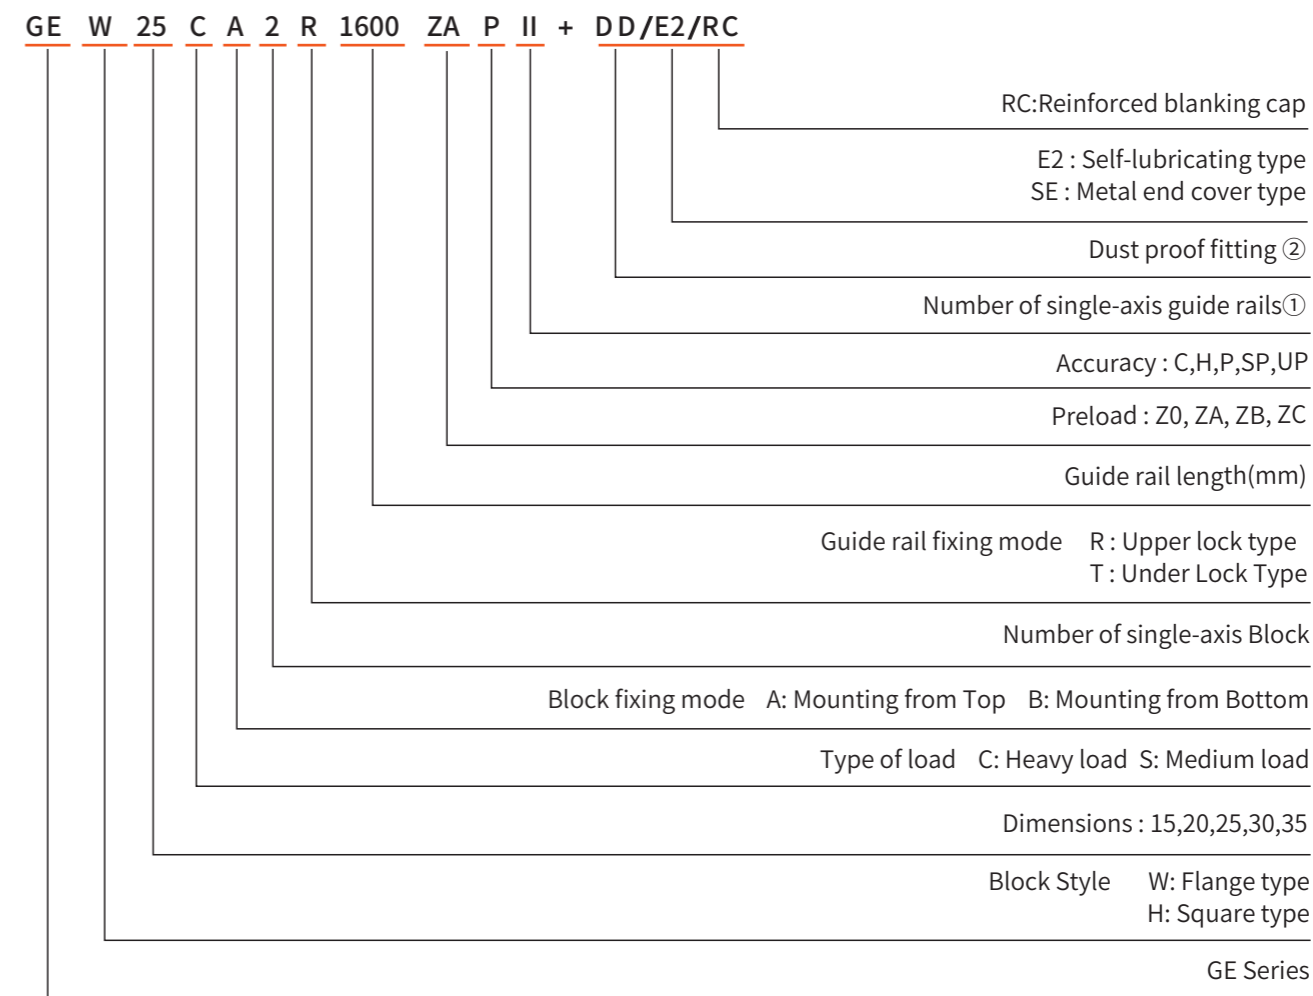 GE W 25 C A 2 R 1600 ZA P II + DD/E2/RC
RC:Reinforced blanking cap
E2 : Self-lubricating type
SE : Metal end cover type
Dust proof fitting ②
Number of single-axis guide rails①
Accuracy : C,H,P,SP,UP
Preload : Z0, ZA, ZB, ZC
Guide rail length(mm)
Guide rail fixing mode R : Upper lock type
T : Under Lock Type
Number of single-axis Block
Block fixing mode A: Mounting from Top B: Mounting from Bottom
Type of load C: Heavy load S: Medium load
Dimensions : 15,20,25,30,35
Block Style W: Flange type
H: Square type
GE Series